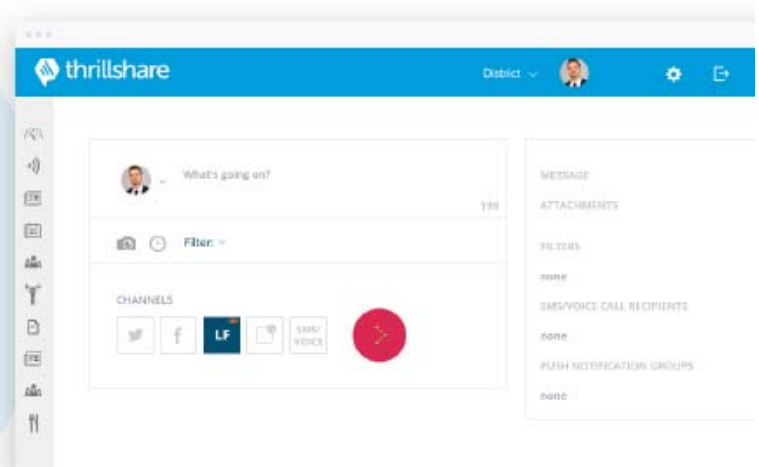 thrillshare
District
What's going on?
199
Filter:
CHANNELS
LF
SMS/
VOICE
MESSAGE
ATTACHMENTS
FILTERS
none
SMS/VOICE CALL RECIPIENTS
none
PUSH NOTIFICATION GROUPS
none